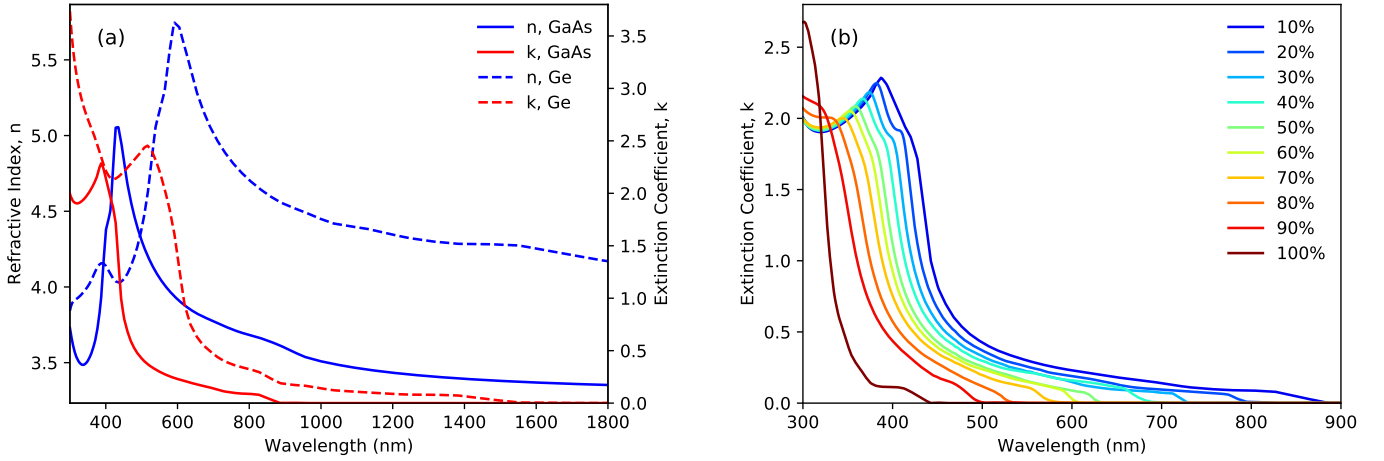 (a)
n, GaAs
k, GaAs
n, Ge
k, Ge
Refractive Index, n
5.5
5.0
4.5
4.0
3.5
Extinction Coefficient, k
3.5
3.0
2.5
2.0
1.5
1.0
0.5
0.0
400 600 800 1000 1200 1400 1600 1800
Wavelength (nm)
(b)
10%
20%
30%
40%
50%
60%
70%
80%
90%
100%
Extinction Coefficient, k
2.5
2.0
1.5
1.0
0.5
0.0
300 400 500 600 700 800 900
Wavelength (nm)